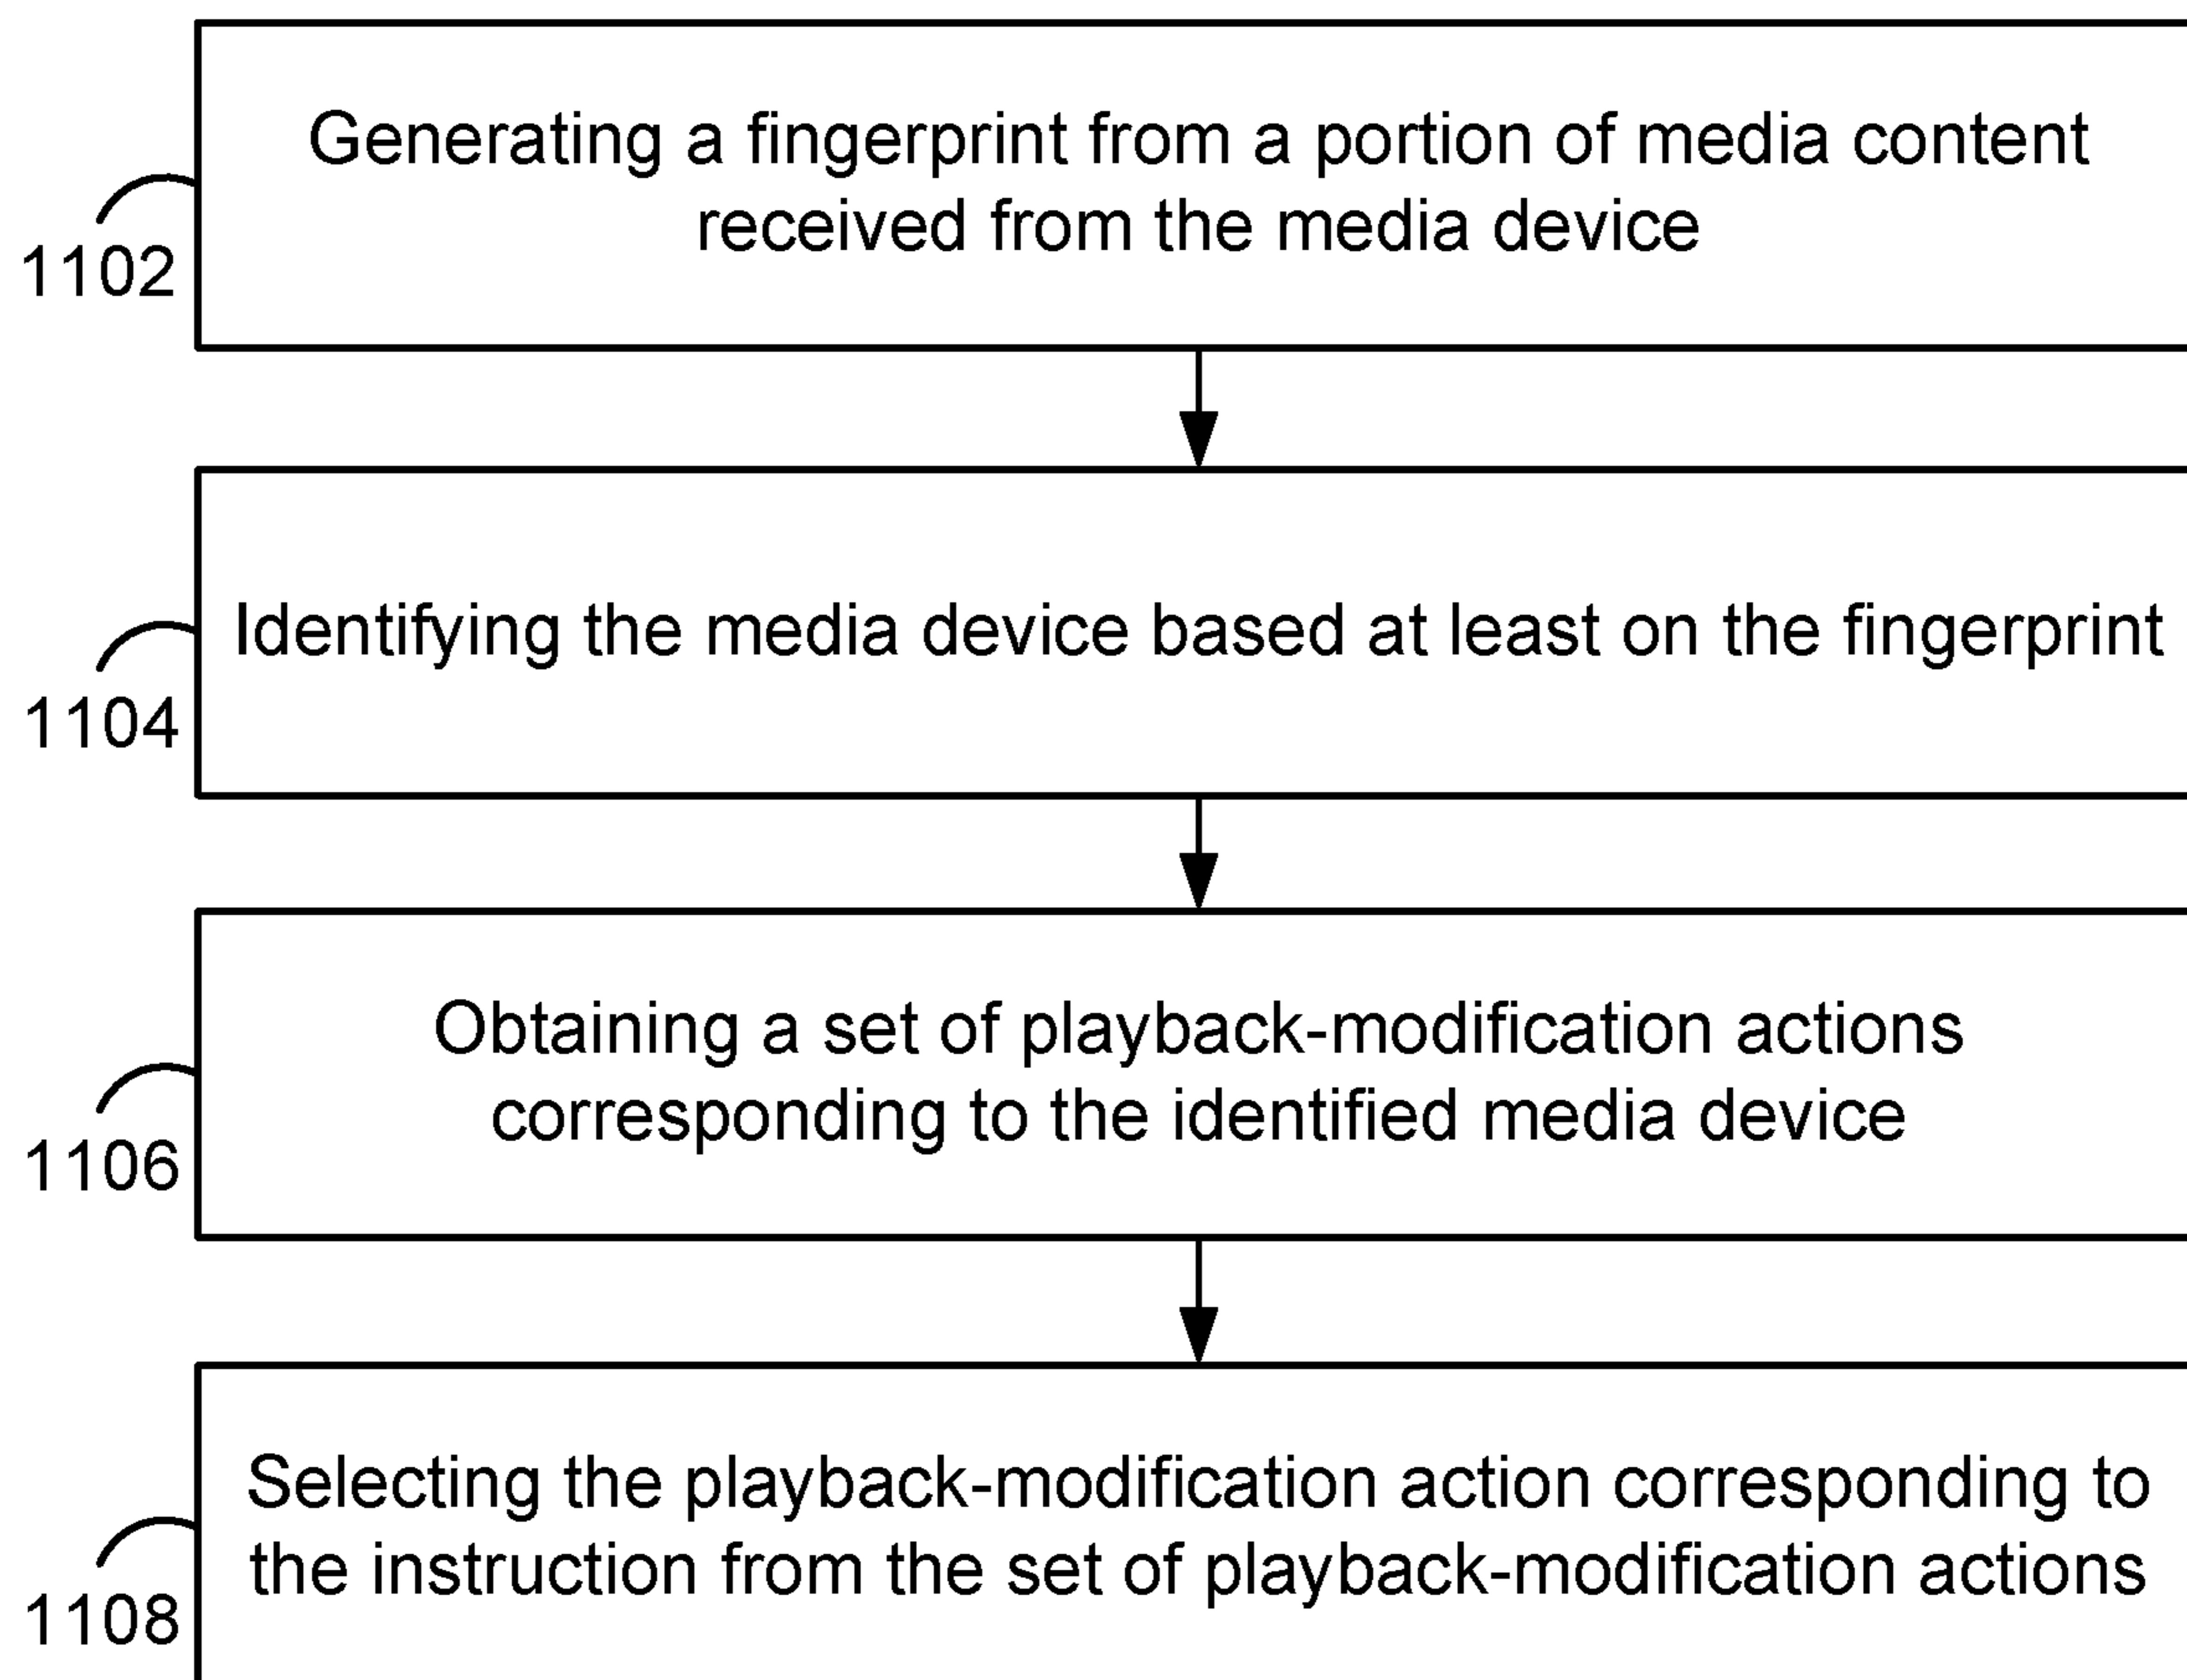 Generating a fingerprint from a portion of media content
received from the media device
1102
Identifying the media device based at least on the fingerprint
1104
Obtaining a set of playback-modification actions
corresponding to the identified media device
1106
Selecting the playback-modification action corresponding to
the instruction from the set of playback-modification actions
1108